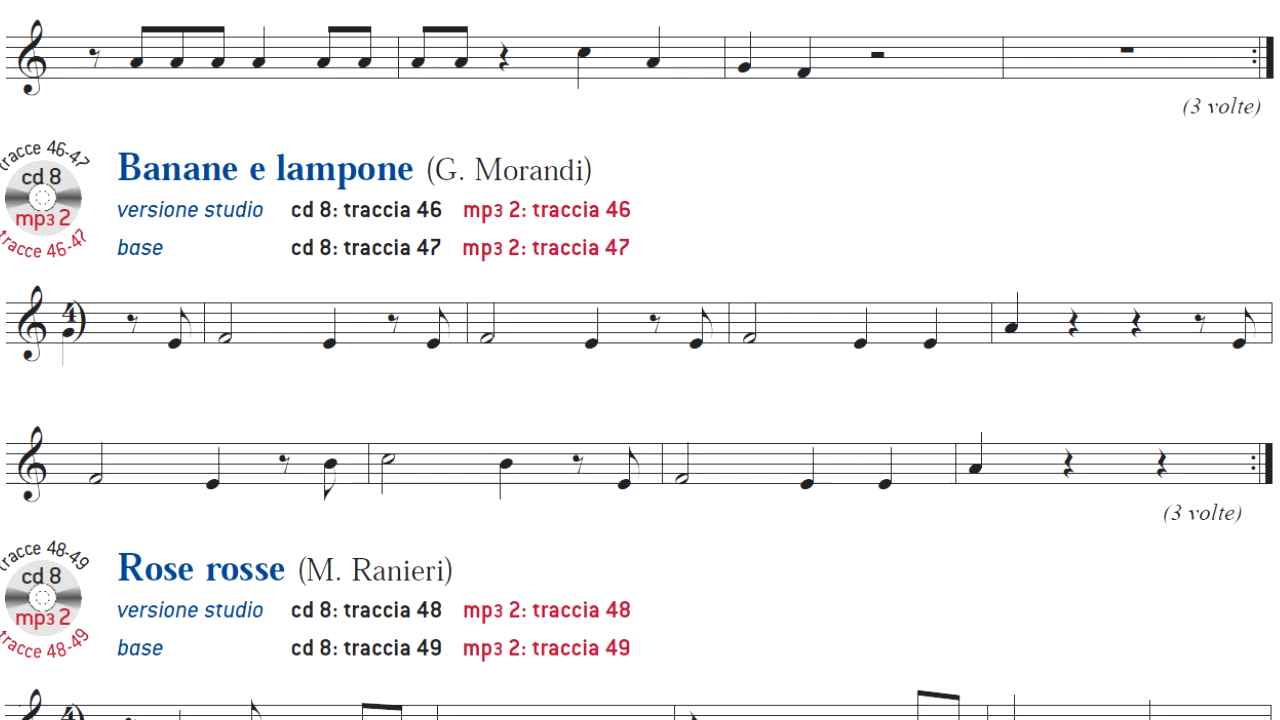 (3 volte)
tracce 46-47
cd 8
mp3 2
tracce 46-47
Banane e lampone (G. Morandi)
versione studio cd 8: traccia 46 mp3 2: traccia 46
base cd 8: traccia 47 mp3 2: traccia 47
4)
(3 volte)
tracce 48-49
cd 8
mp3 2
tracce 48-49
Rose rosse (M. Ranieri)
versione studio cd 8: traccia 48 mp3 2: traccia 48
base cd 8: traccia 49 mp3 2: traccia 49
4)